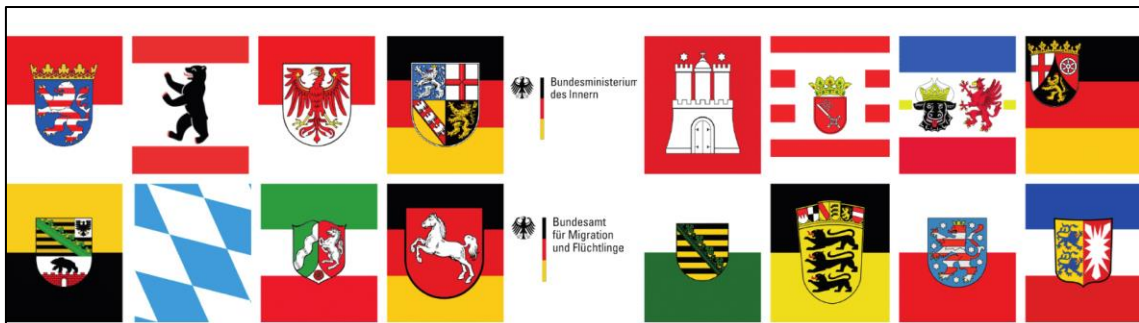 Bundesministerium
des Innern
Bundesamt
für Migration
und Flüchtlinge